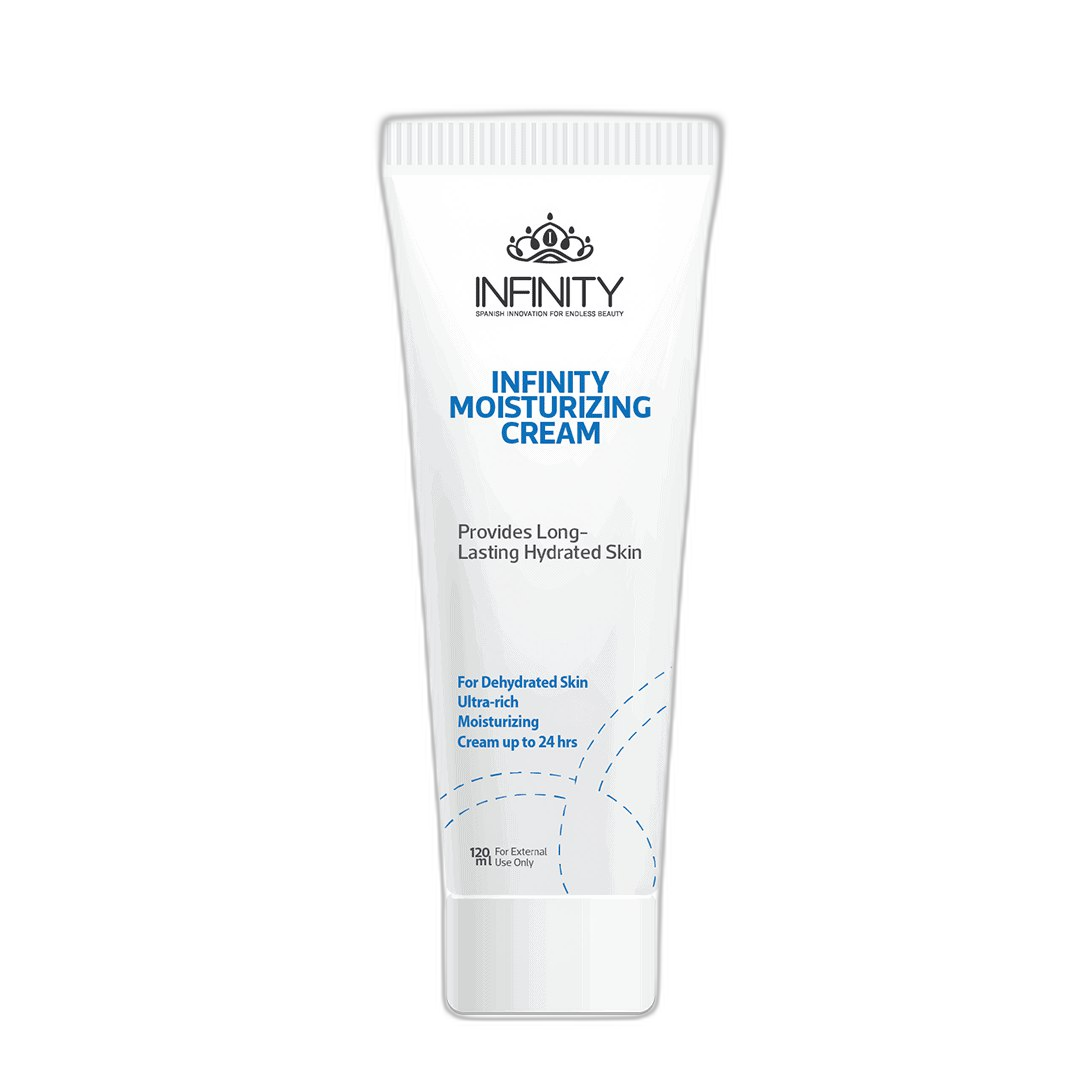 INFINITY
SPANISH INNOVATION FOR ENDLESS BEAUTY
INFINITY
MOISTURIZING
CREAM
Provides Long-
Lasting Hydrated Skin
For Dehydrated Skin
Ultra-rich
Moisturizing
Cream up to 24 hrs
120 ml For External
Use Only